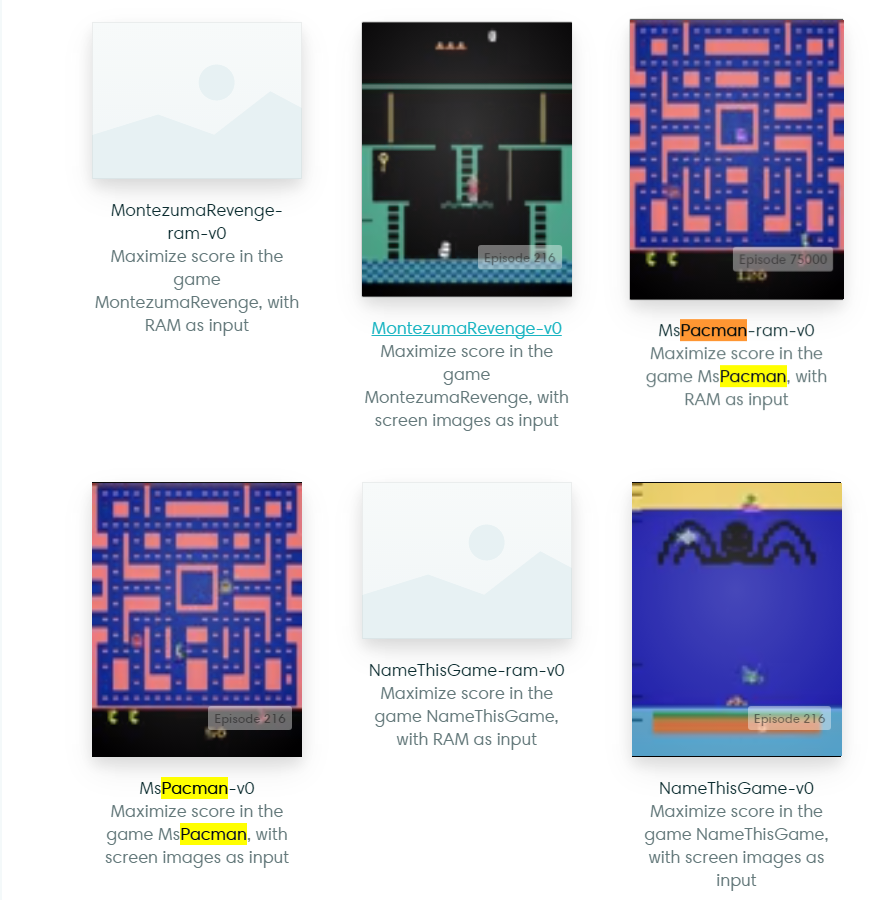 MontezumaRevenge-
ram-v0
Maximize score in the
game
MontezumaRevenge, with
RAM as input
Episode 216
MontezumaRevenge-v0
Maximize score in the
game
MontezumaRevenge, with
screen images as input
Episode 75000
120
MsPacman-ram-v0
Maximize score in the
game MsPacman, with
RAM as input
Episode 216
50
MsPacman-v0
Maximize score in the
game MsPacman, with
screen images as input
NameThisGame-ram-v0
Maximize score in the
game NameThisGame,
with RAM as input
Episode 216
NameThisGame-v0
Maximize score in the
game NameThisGame,
with screen images as
input